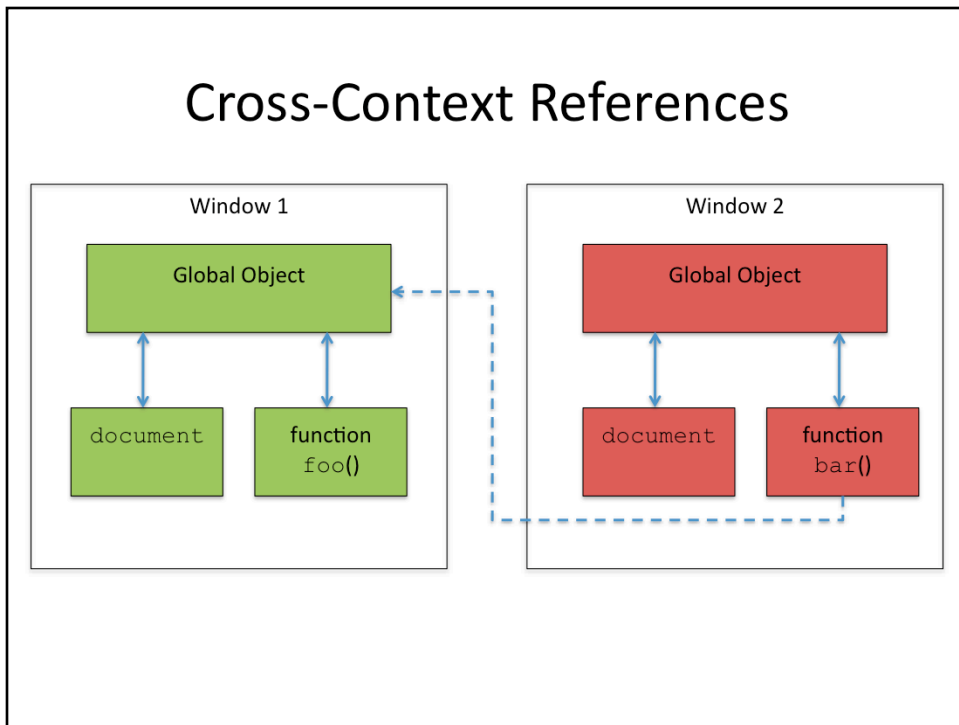 Cross-Context References
Window 1
Global Object
document
function
foo()
Window 2
Global Object
document
function
bar()